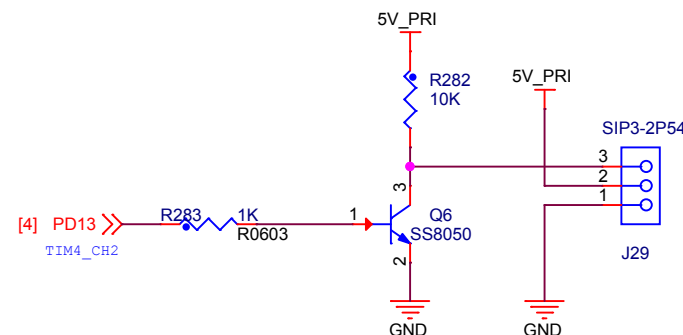 5V_PRI
R282
10K
5V_PRI
SIP3-2P54
3
2
1
J29
[4] PD13
TIM4_CH2
R283
1K
R0603
1
3
Q6
SS8050
2
GND
GND